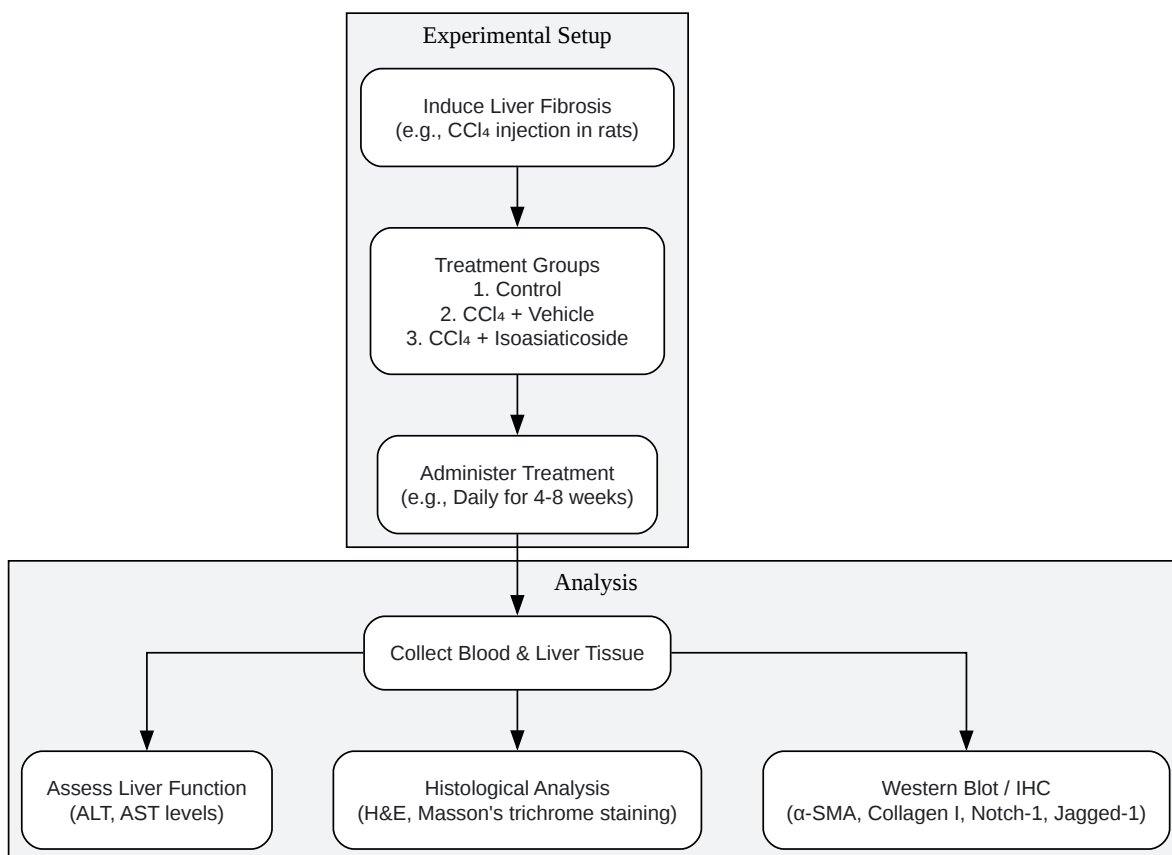 Experimental Setup
Induce Liver Fibrosis
(e.g., CCl₄ injection in rats)
Treatment Groups
1. Control
2. CCl₄ + Vehicle
3. CCl₄ + Isoasiaticoside
Administer Treatment
(e.g., Daily for 4-8 weeks)
Analysis
Collect Blood & Liver Tissue
Assess Liver Function
(ALT, AST levels)
Histological Analysis
(H&E, Masson's trichrome staining)
Western Blot / IHC
(α-SMA, Collagen I, Notch-1, Jagged-1)